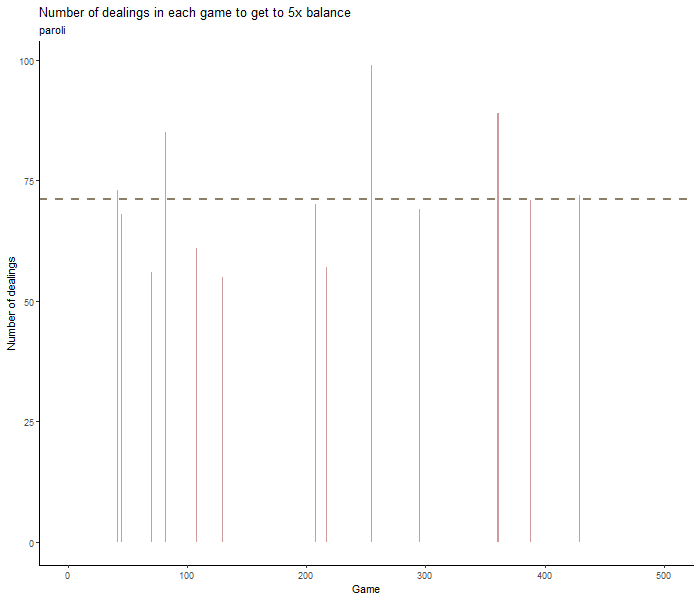 Number of dealings in each game to get to 5x balance
paroli
100
75
50
25
0
Number of dealings
0 100 200 300 400 500
Game